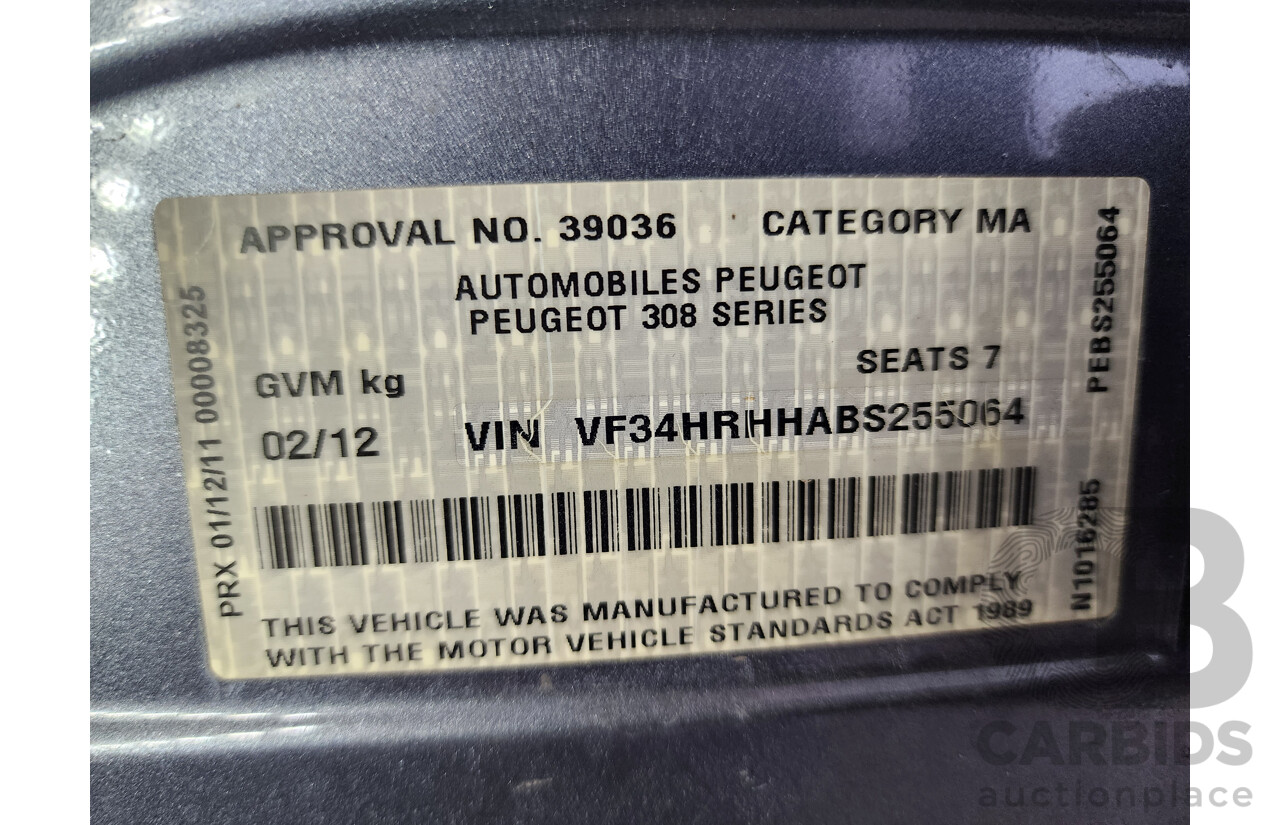 APPROVAL NO. 39036 CATEGORY MA
AUTOMOBILES PEUGEOT
PEUGEOT 308 SERIES
GVM kg SEATS 7
02/12 VIN VF34HRHHHABS255064
THIS VEHICLE WAS MANUFACTURED TO COMPLY
WITH THE MOTOR VEHICLE STANDARDS ACT 1989
PRX 01/12/11 00008325
PEBS255064
N1016285
B
CARBIDS
auctionplace